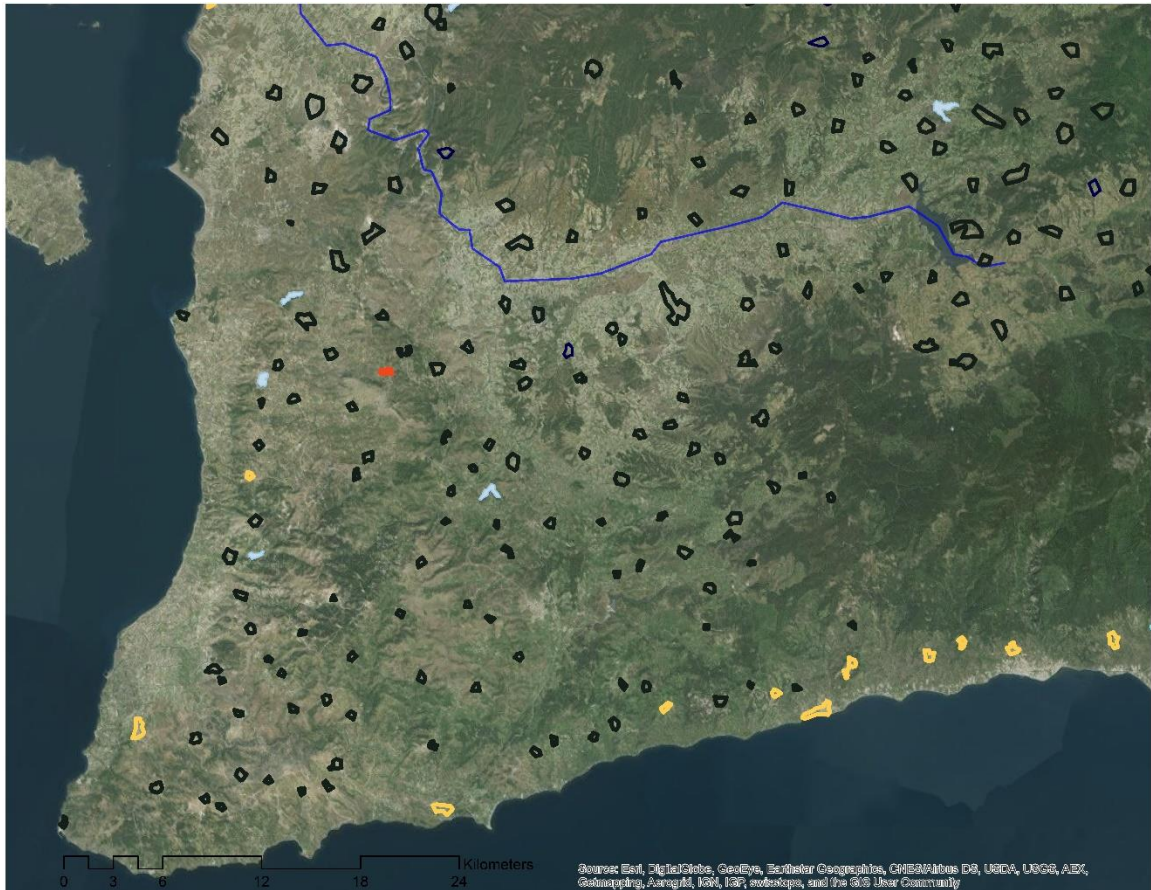 Kilometers
0 3 6 12 18 24
Source: Esri, DigitalGlobe, GeoEye, Earthstar Geographics, CNES/Airbus DS, USDA, USGS, AEX,
Getmapping, Aerogrid, IGN, IGP, swisstopo, and the GIS User Community